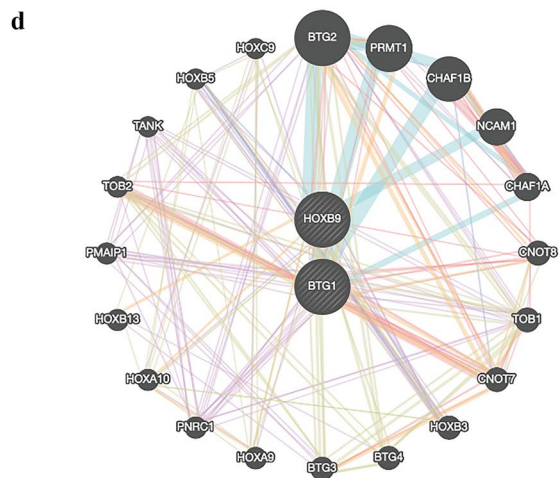 d
BTG2
HOXC9
PRMT1
HOXB5
CHAF1B
TANK
NCAM1
TOB2
CHAF1A
HOXB9
PMAIP1
CNOT8
BTG1
HOXB13
TOB1
HOXA10
CNOT7
PNRC1
HOXB3
HOXA9
BTG4
BTG3